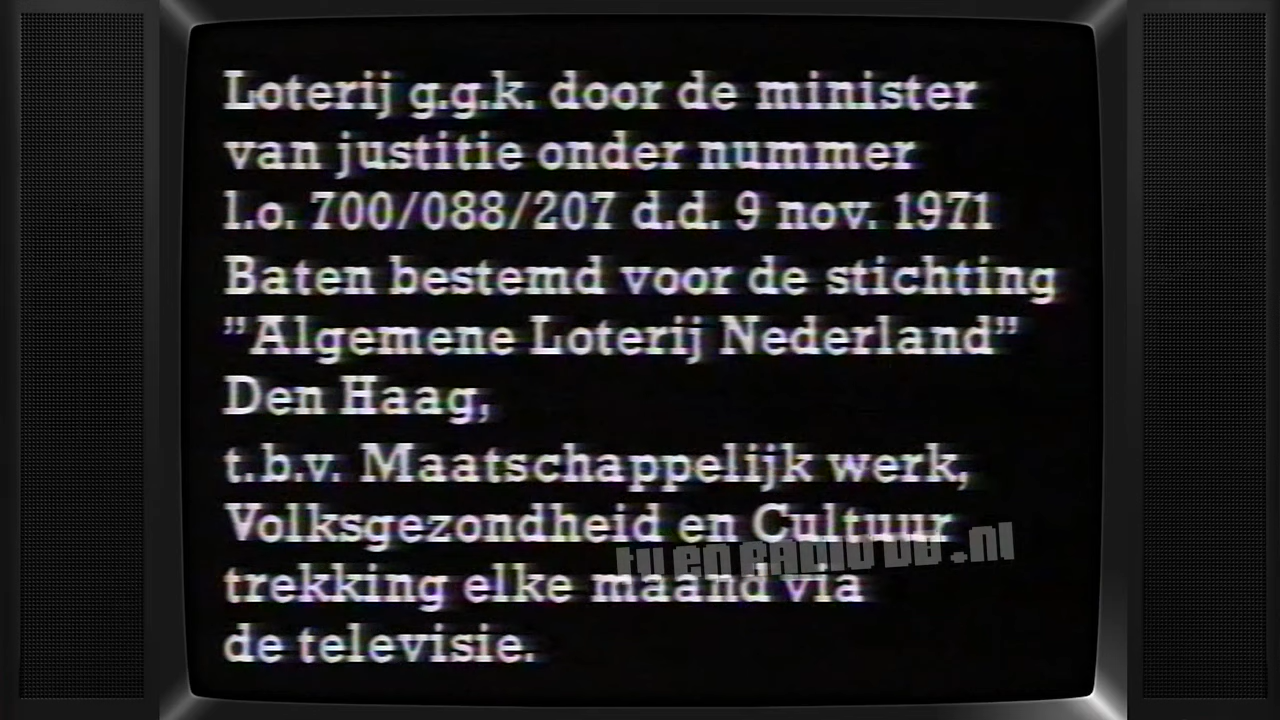 Loterij g.g.k. door de minister
van justitie onder nummer
l.o. 700/088/207 d.d. 9 nov. 1971
Baten bestemd voor de stichting
”Algemene Loterij Nederland”
Den Haag,
t.b.v. Maatschappelijk werk,
Volksgezondheid en Cultuur
tv en RADIO DB .nl
trekking elke maand via
de televisie.